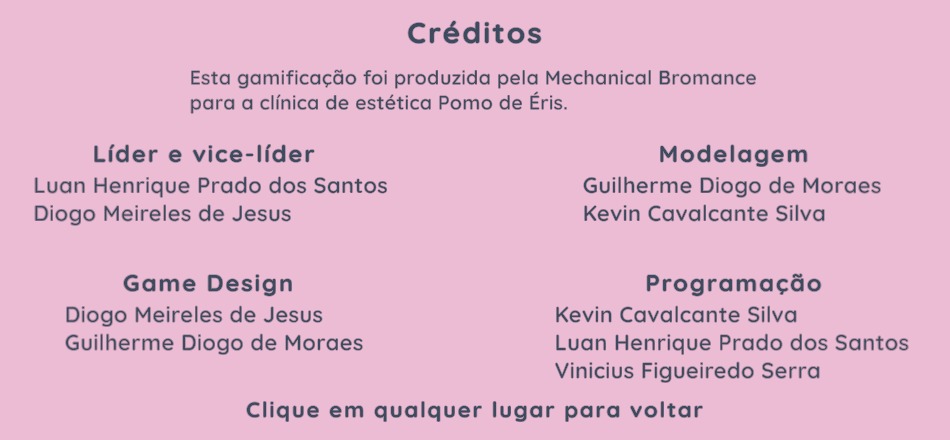 Créditos
Esta gamificação foi produzida pela Mechanical Bromance
para a clínica de estética Pomo de Éris.
Líder e vice-líder
Luan Henrique Prado dos Santos
Diogo Meireles de Jesus
Modelagem
Guilherme Diogo de Moraes
Kevin Cavalcante Silva
Game Design
Diogo Meireles de Jesus
Guilherme Diogo de Moraes
Programação
Kevin Cavalcante Silva
Luan Henrique Prado dos Santos
Vinicius Figueiredo Serra
Clique em qualquer lugar para voltar